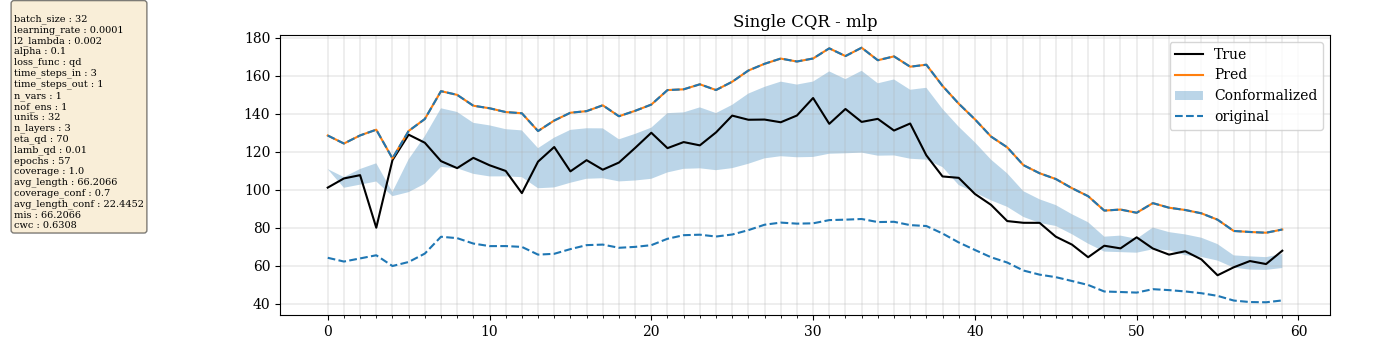 batch_size : 32
learning_rate : 0.0001
l2_lambda : 0.002
alpha : 0.1
loss_func : qd
time_steps_in : 3
time_steps_out : 1
n_vars : 1
nof_ens : 1
units : 32
n_layers : 3
eta_qd : 70
lamb_qd : 0.01
epochs : 57
coverage : 1.0
avg_length : 66.2066
coverage_conf : 0.7
avg_length_conf : 22.4452
mis : 66.2066
cwc : 0.6308
Single CQR - mlp
180
160
140
120
100
80
60
40
True
Pred
Conformalized
original
0 10 20 30 40 50 60